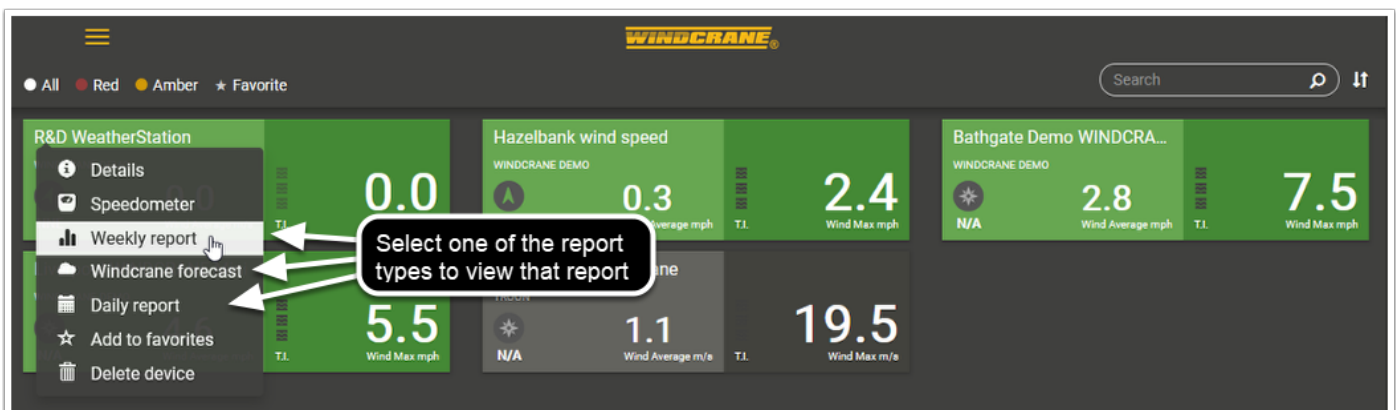 WINDCRANE®
All Red Amber ★ Favorite
Search
R&D WeatherStation
Details
Speedometer
Weekly report
Windcrane forecast
Daily report
Add to favorites
Delete device
0.0
T.I.
5.5
T.I. Wind Max mph
Select one of the report
types to view that report
Hazelbank wind speed
WINDCRANE DEMO
0.3 2.4
erage mph T.I. Wind Max mph
ne
1.1 19.5
N/A Wind Average m/s T.I. Wind Max m/s
Bathgate Demo WINDCRA...
WINDCRANE DEMO
2.8 7.5
N/A Wind Average mph T.I. Wind Max mph